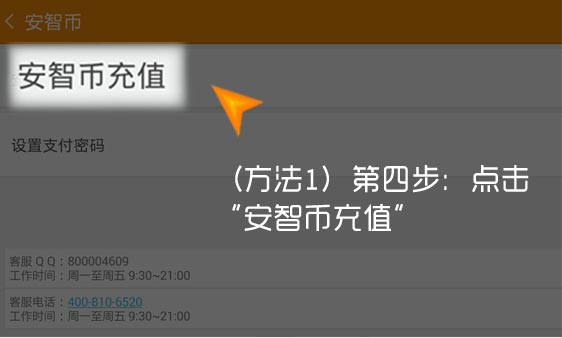 安智币
安智币充值
设置支付密码
（方法1）第四步：点击
“安智币充值”
客服QQ：800004609
工作时间：周一至周五 9:30~21:00
客服电话：400-810-6520
工作时间：周一至周五 9:30~21:00